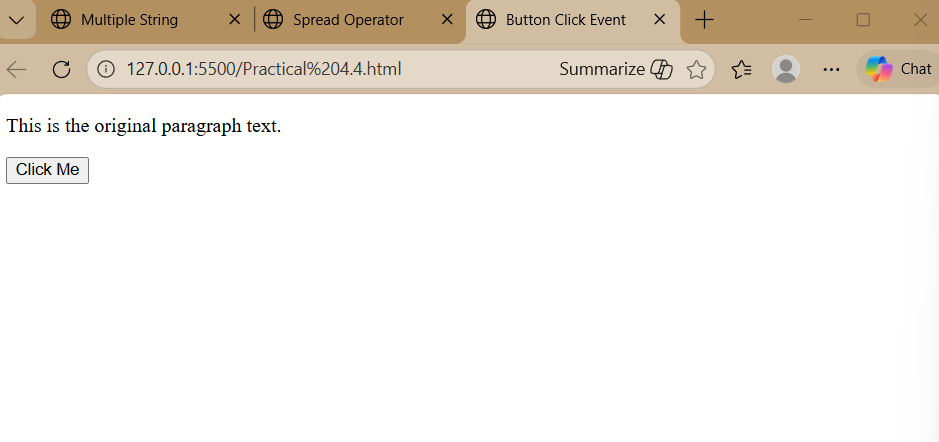 Multiple String
Spread Operator
Button Click Event
127.0.0.1:5500/Practical%204.4.html
Summarize
Chat
This is the original paragraph text.
Click Me